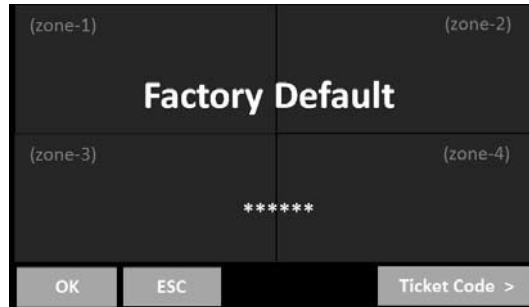 (zone-1) (zone-2)
Factory Default
(zone-3) (zone-4)
******
OK ESC Ticket Code >